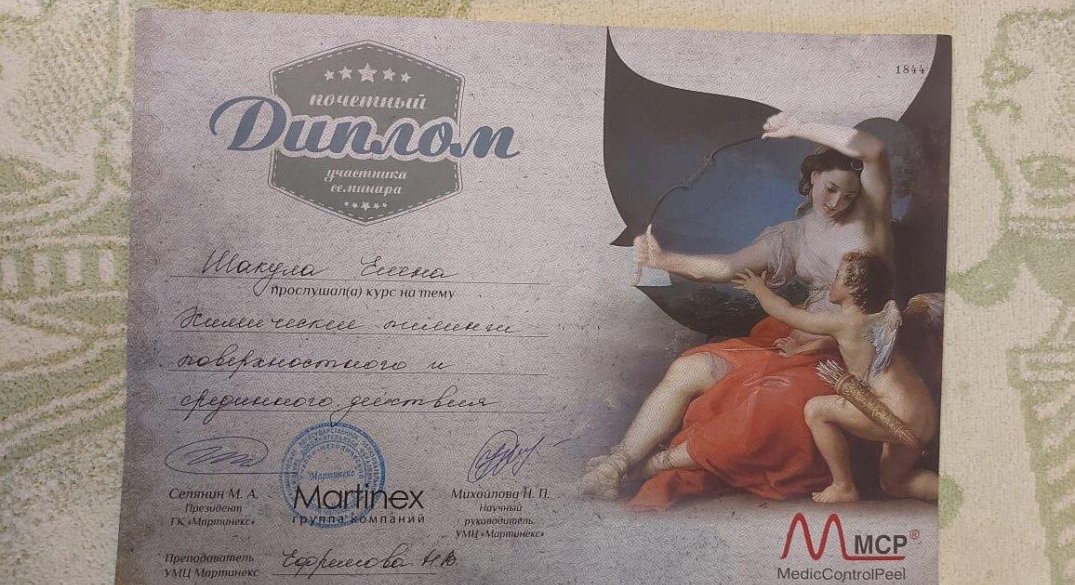 почетный
Диплом
участника
семинара
1844
Шакула Елена
прослушал(а) курс на тему
Химические пилинги
поверхностного и
срединного действия
Селянин М. А.
Президент
ГК «Мартинекс»
"Мартинекс"
Martinex
группа компаний
Михайлова Н. П.
Научный
руководитель
УМЦ «Мартинекс»
Преподаватель
УМЦ Мартинекс
Ефремова Н.В.
MCP®
MedicControlPeel